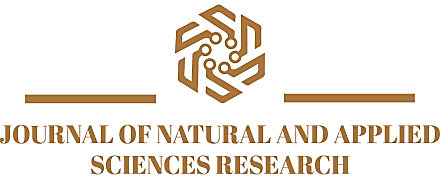 JOURNAL OF NATURAL AND APPLIED
SCIENCES RESEARCH